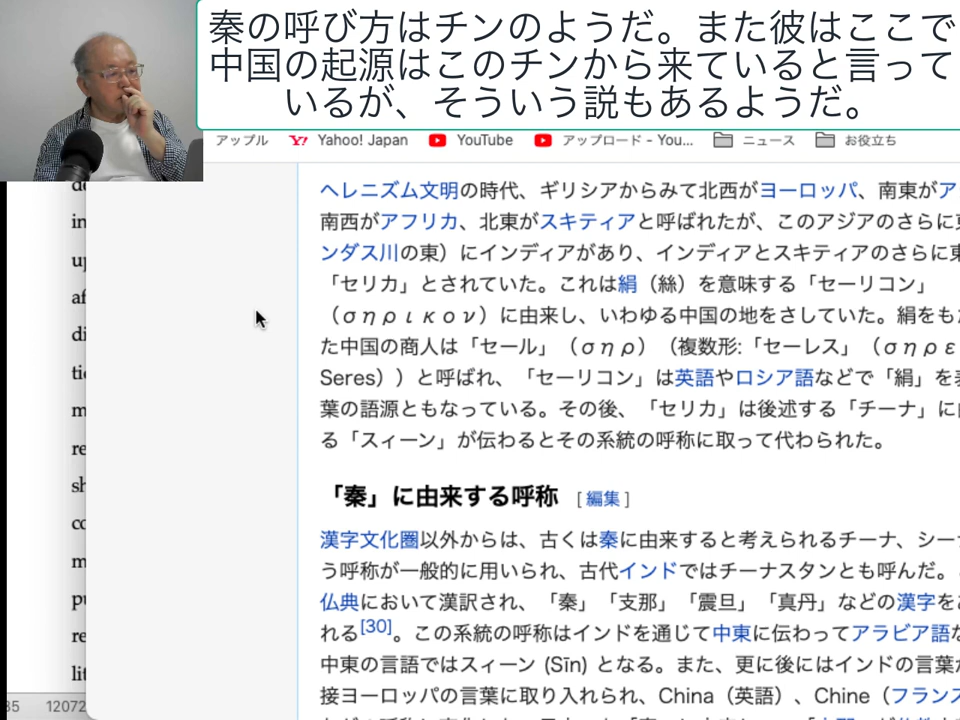 秦の呼び方はチンのようだ。また彼はここで
中国の起源はこのチンから来ていると言って
いるが、そういう説もあるようだ。
アップル Yahoo! Japan YouTube アップロード - You... ニュース お役立ち
ヘレニズム文明の時代、ギリシアからみて北西がヨーロッパ、南東がア
南西がアフリカ、北東がスキティアと呼ばれたが、このアジアのさらに
ンダス川の東）にインディアがあり、インディアとスキティアのさらに
「セリカ」とされていた。これは絹（絲）を意味する「セーリコン」
（σηρικον）に由来し、いわゆる中国の地をさしていた。絹をも
た中国の商人は「セール」（σηρ）（複数形:「セーレス」（σηρε
Seres））と呼ばれ、「セーリコン」は英語やロシア語などで「絹」を
葉の語源ともなっている。その後、「セリカ」は後述する「チーナ」に
る「スィーン」が伝わるとその系統の呼称に取って代わられた。
「秦」に由来する呼称 [編集]
漢字文化圏以外からは、古くは秦に由来すると考えられるチーナ、シー
う呼称が一般的に用いられ、古代インドではチーナスタンとも呼んだ。
仏典において漢訳され、「秦」「支那」「震旦」「真丹」などの漢字を
れる[30]。この系統の呼称はインドを通じて中東に伝わってアラビア語
中東の言語ではスィーン (Sīn) となる。また、更に後にはインドの言葉
接ヨーロッパの言葉に取り入れられ、China（英語）、Chine（フランス
in
af
di
tic
m
re
sh
m
re
lit
35 12072